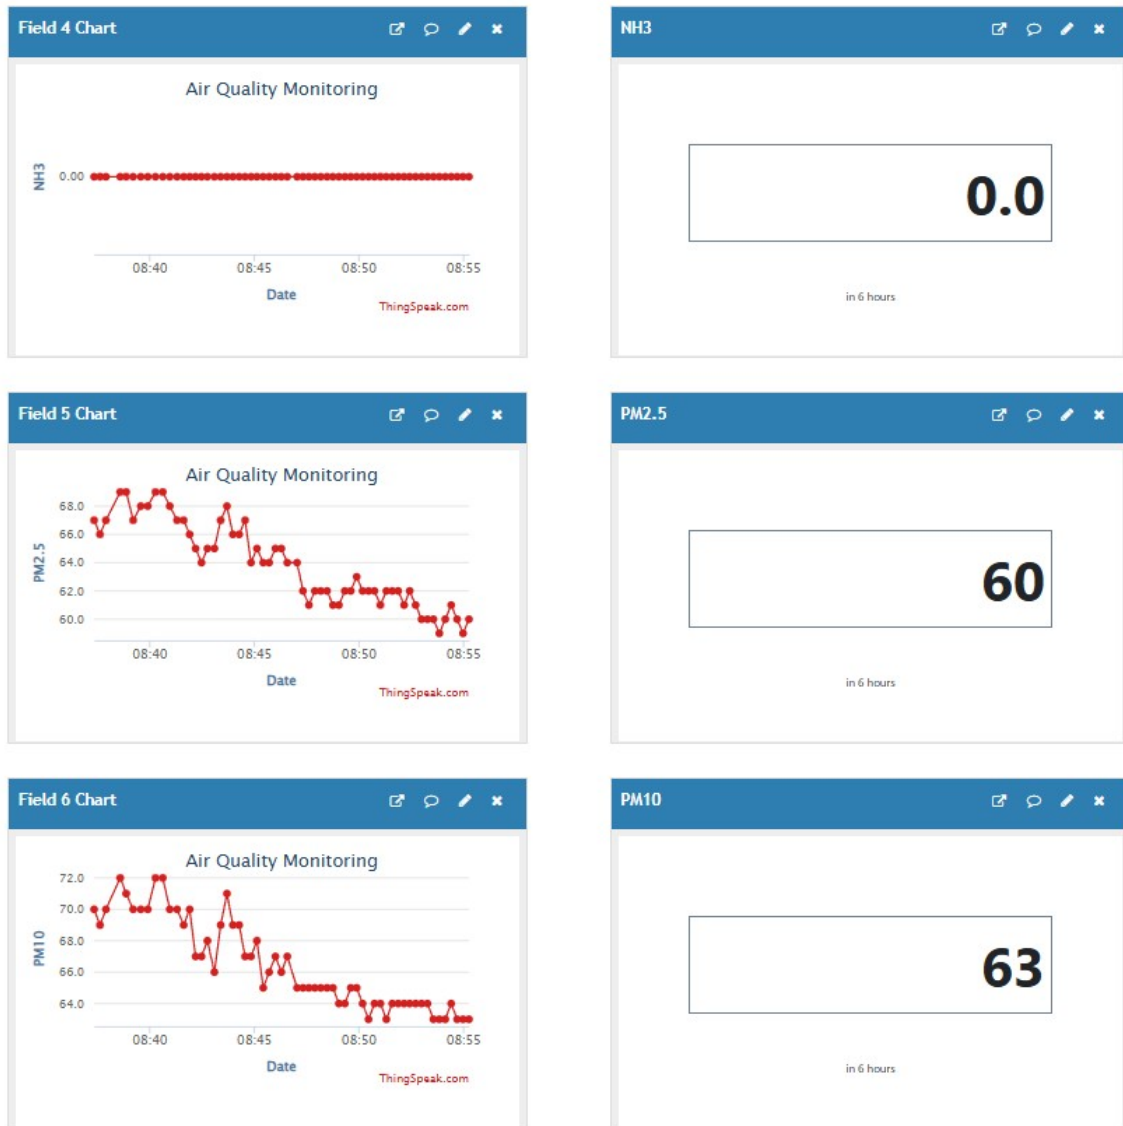 Field 4 Chart
Air Quality Monitoring
NH3
0.00
08:40 08:45 08:50 08:55
Date
ThingSpeak.com
NH3
0.0
in 6 hours
Field 5 Chart
Air Quality Monitoring
PM2.5
68.0
66.0
64.0
62.0
60.0
08:40 08:45 08:50 08:55
Date
ThingSpeak.com
PM2.5
60
in 6 hours
Field 6 Chart
Air Quality Monitoring
PM10
72.0
70.0
68.0
66.0
64.0
08:40 08:45 08:50 08:55
Date
ThingSpeak.com
PM10
63
in 6 hours